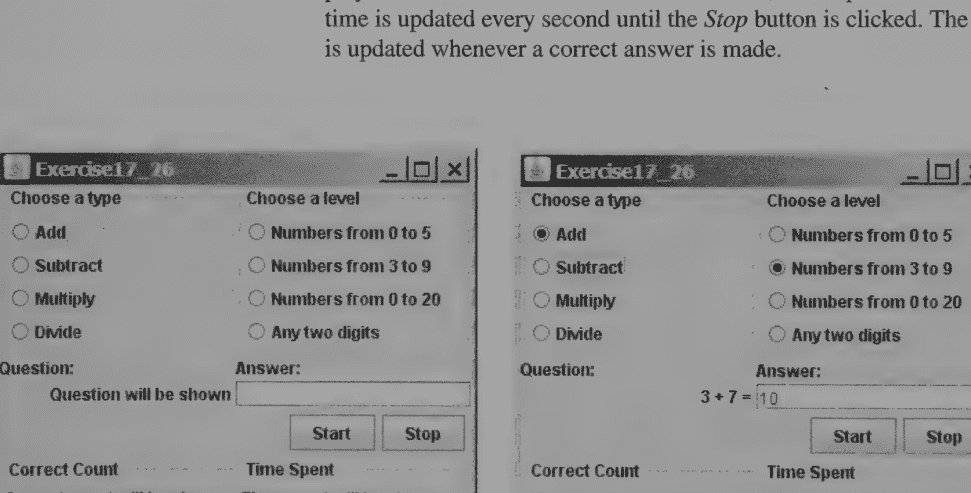 time is updated every second until the Stop button is clicked. The
is updated whenever a correct answer is made.
Exercise17_26
Choose a type Choose a level
Add Numbers from 0 to 5
Subtract Numbers from 3 to 9
Multiply Numbers from 0 to 20
Divide Any two digits
Question: Answer:
Question will be shown
Start Stop
Correct Count Time Spent
Exercise17_26
Choose a type Choose a level
Add Numbers from 0 to 5
Subtract Numbers from 3 to 9
Multiply Numbers from 0 to 20
Divide Any two digits
Question: Answer:
3 + 7 = 10
Start Stop
Correct Count Time Spent